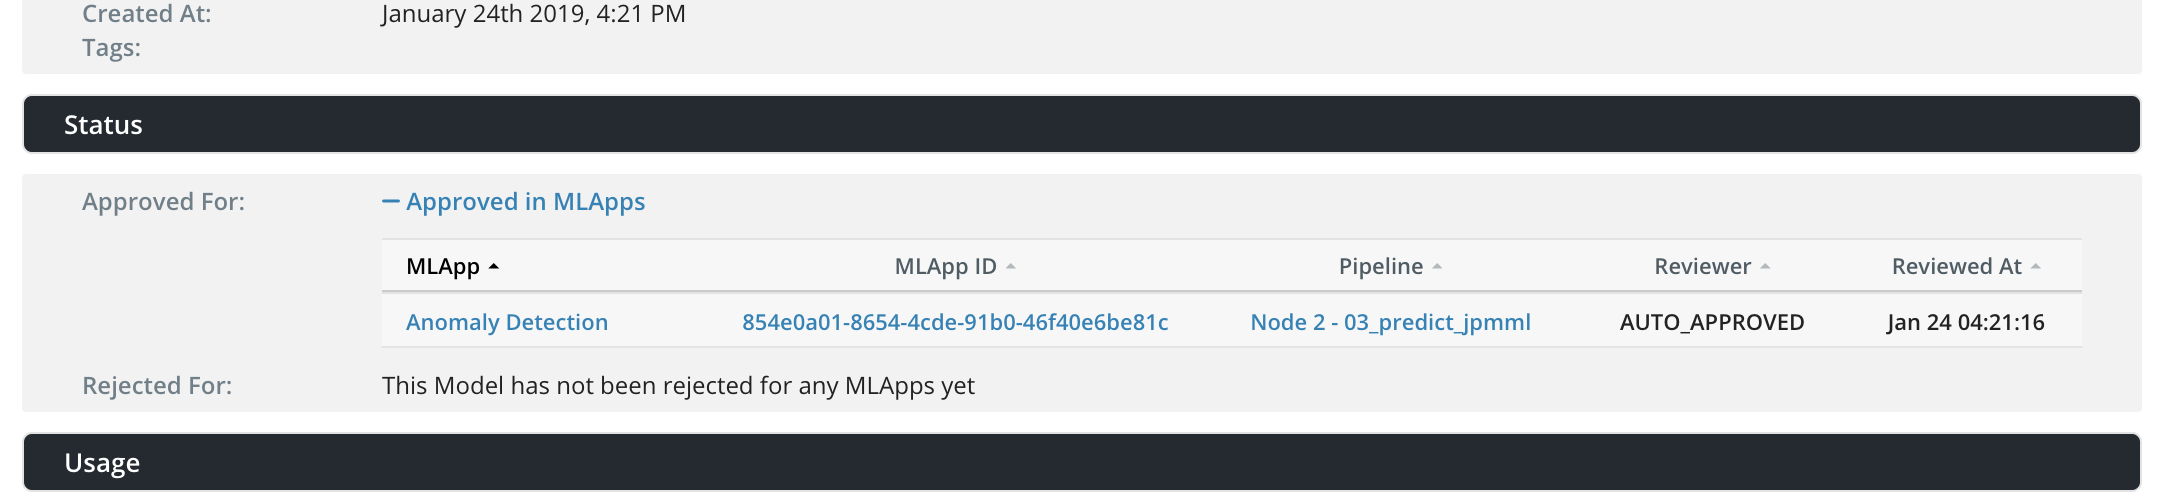 Created At: January 24th 2019, 4:21 PM
Tags:
Status
Approved For: Approved in MLApps
MLApp MLApp ID Pipeline Reviewer Reviewed At
Anomaly Detection 854e0a01-8654-4cde-91b0-46f40e6be81c Node 2 - 03_predict_jpmml AUTO_APPROVED Jan 24 04:21:16
Rejected For: This Model has not been rejected for any MLApps yet
Usage